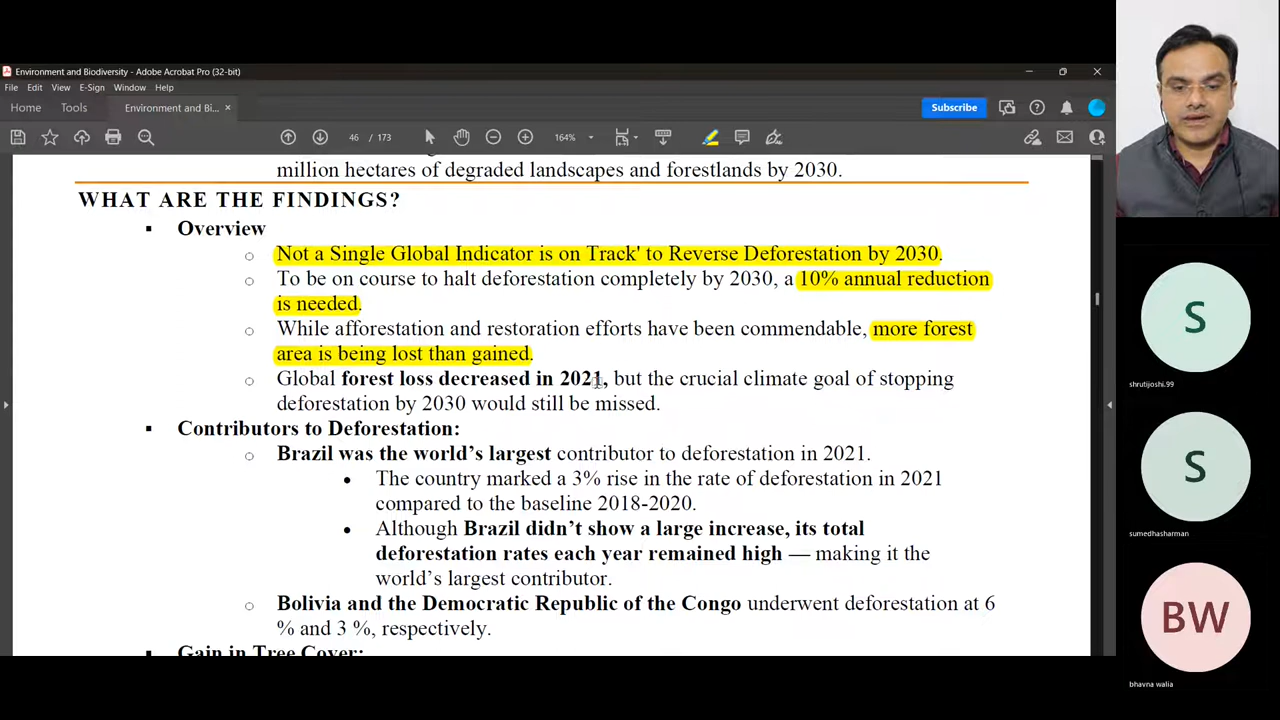 Environment and Biodiversity - Adobe Acrobat Pro (32-bit)
File Edit View E-Sign Window Help
Home Tools Environment and Bi... × Subscribe
46 / 173 164%
million hectares of degraded landscapes and forestlands by 2030.
WHAT ARE THE FINDINGS?
▪ Overview
○ Not a Single Global Indicator is on Track' to Reverse Deforestation by 2030.
○ To be on course to halt deforestation completely by 2030, a 10% annual reduction
is needed.
○ While afforestation and restoration efforts have been commendable, more forest
area is being lost than gained.
○ Global forest loss decreased in 2021, but the crucial climate goal of stopping
deforestation by 2030 would still be missed.
▪ Contributors to Deforestation:
○ Brazil was the world's largest contributor to deforestation in 2021.
• The country marked a 3% rise in the rate of deforestation in 2021
compared to the baseline 2018-2020.
• Although Brazil didn't show a large increase, its total
deforestation rates each year remained high — making it the
world's largest contributor.
○ Bolivia and the Democratic Republic of the Congo underwent deforestation at 6
% and 3 %, respectively.
▪ Gain in Tree Cover:
S
shrutijoshi.99
S
sumedhasharman
BW
bhavna walia